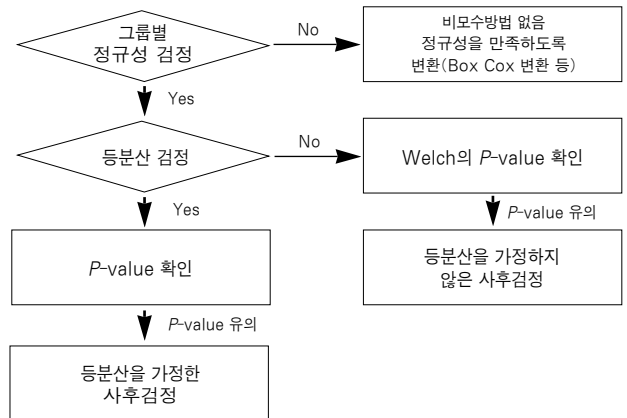 그룹별
정규성 검정
No
비모수방법 없음
정규성을 만족하도록
변환(Box Cox 변환 등)
Yes
등분산 검정
No
Welch의 P-value 확인
Yes
P-value 유의
P-value 확인
등분산을 가정하지
않은 사후검정
P-value 유의
등분산을 가정한
사후검정